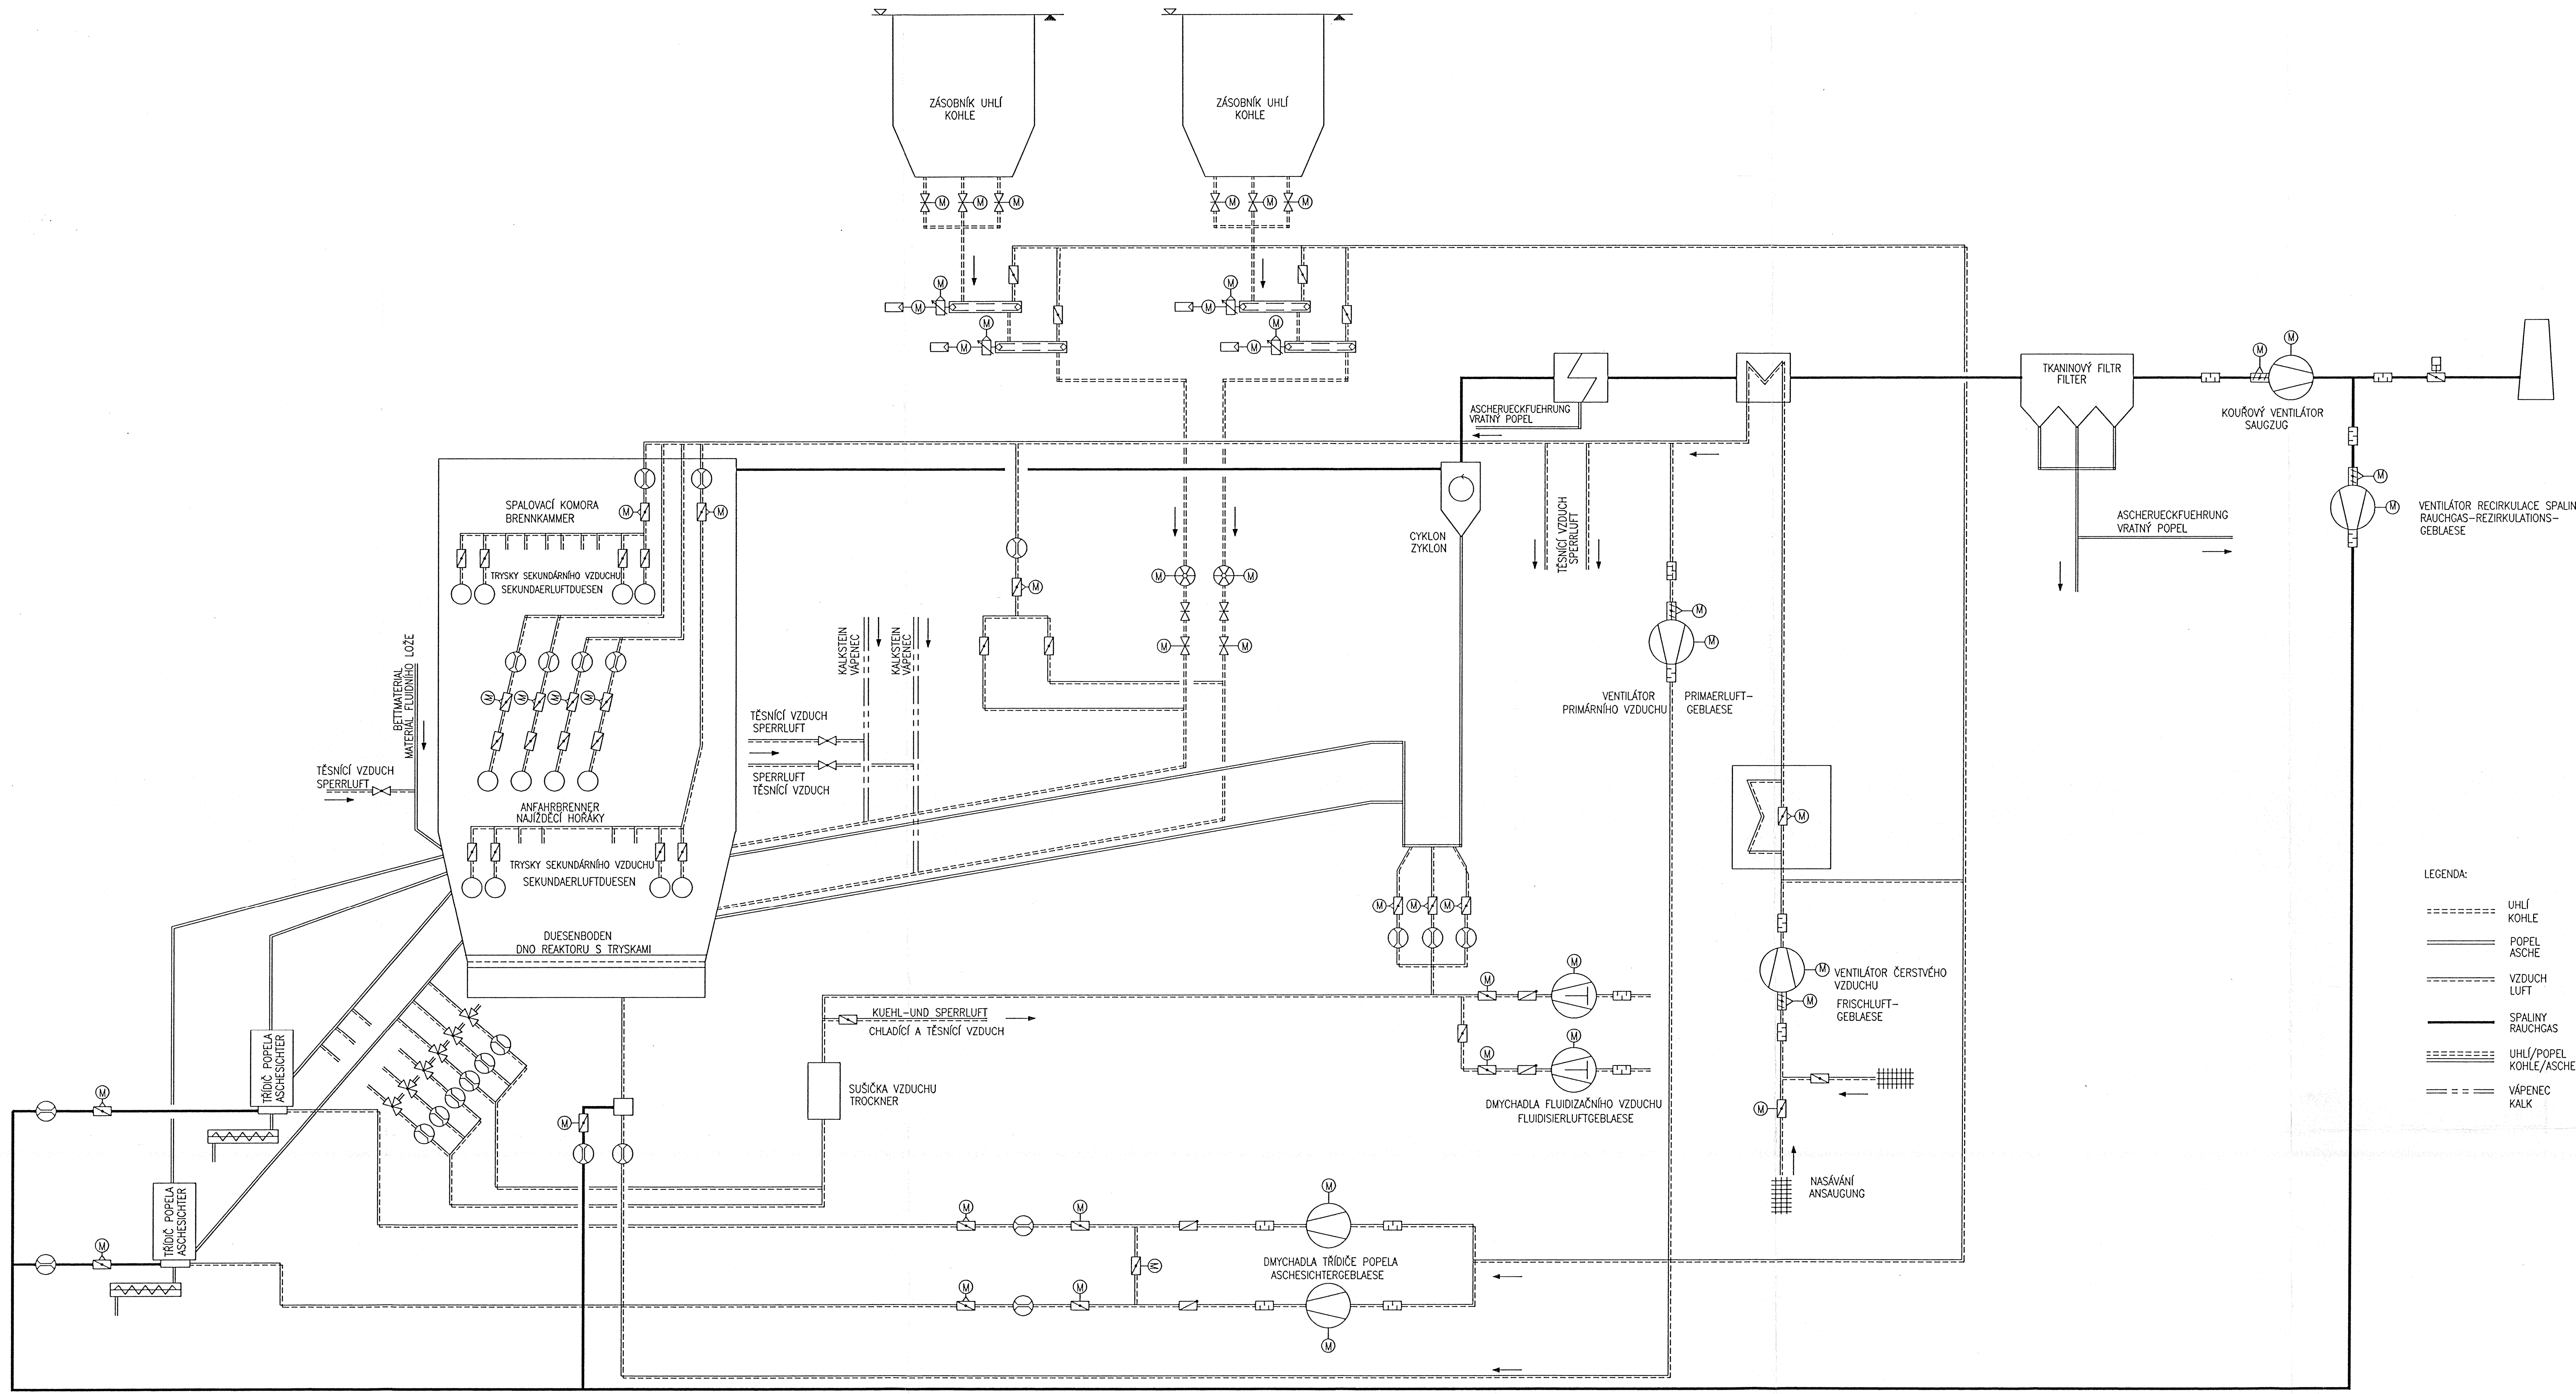 ZÁSOBNÍK UHLÍ
KOHLE
ZÁSOBNÍK UHLÍ
KOHLE
M
M
M
M
M
M
M
M
M
M
M
M
M
M
TKANINOVÝ FILTR
FILTER
M
M
KOUŘOVÝ VENTILÁTOR
SAUGZUG
ASCHERUECKFUEHRUNG
VRATNÝ POPEL
SPALOVACÍ KOMORA
BRENNKAMMER
M
M
TRYSKY SEKUNDÁRNÍHO VZDUCHU
SEKUNDAERLUFTDUESEN
CYKLON
ZYKLON
TĚSNÍCÍ VZDUCH
SPERRLUFT
ASCHERUECKFUEHRUNG
VRATNÝ POPEL
M
M
VENTILÁTOR RECIRKULACE SPALIN
RAUCHGAS-REZIRKULATIONS-
GEBLAESE
M
M
M
M
M
M
M
VENTILÁTOR
PRIMÁRNÍHO VZDUCHU
PRIMAERLUFT-
GEBLAESE
BETTMATERIAL
MATERIÁL FLUIDNÍHO LOŽE
KALKSTEIN
VÁPENEC
KALKSTEIN
VÁPENEC
M
M
M
M
TĚSNÍCÍ VZDUCH
SPERRLUFT
SPERRLUFT
TĚSNÍCÍ VZDUCH
TĚSNÍCÍ VZDUCH
SPERRLUFT
ANFAHRBRENNER
NAJÍŽDĚCÍ HOŘÁKY
M
TRYSKY SEKUNDÁRNÍHO VZDUCHU
SEKUNDAERLUFTDUESEN
DUESENBODEN
DNO REAKTORU S TRYSKAMI
M
M
M
M
VENTILÁTOR ČERSTVÉHO
VZDUCHU
M
FRISCHLUFT-
GEBLAESE
M
M
M
M
DMYCHADLA FLUIDIZAČNÍHO VZDUCHU
FLUIDISIERLUFTGEBLAESE
KUEHL-UND SPERRLUFT
CHLADÍCÍ A TĚSNÍCÍ VZDUCH
SUŠIČKA VZDUCHU
TROCKNER
TŘÍDIČ POPELA
ASCHESICHTER
M
M
M
NASÁVÁNÍ
ANSAUGUNG
TŘÍDIČ POPELA
ASCHESICHTER
M
M
M
M
M
DMYCHADLA TŘÍDIČE POPELA
ASCHESICHTERGEBLAESE
M
M
M
LEGENDA:
UHLÍ
KOHLE
POPEL
ASCHE
VZDUCH
LUFT
SPALINY
RAUCHGAS
UHLÍ/POPEL
KOHLE/ASCHE
VÁPENEC
KALK